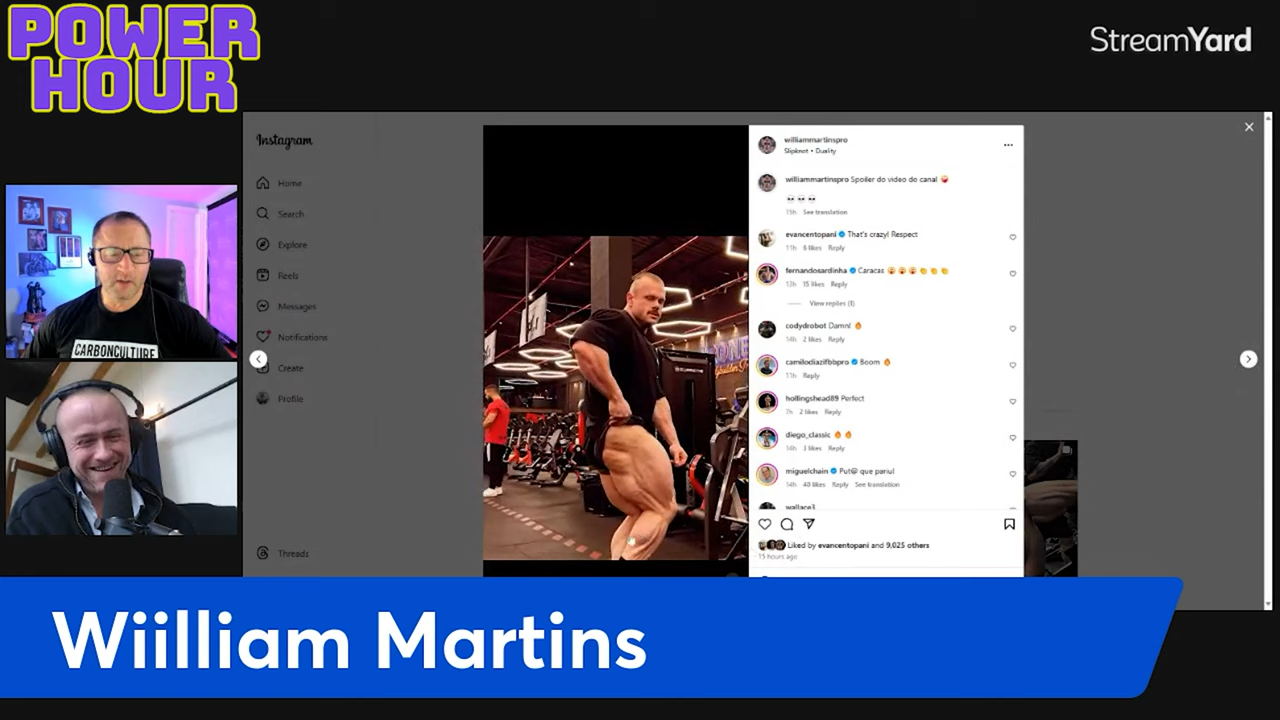 POWER
HOUR
StreamYard
CARBONCULTURE
Instagram
Home
Search
Explore
Reels
Messages
Notifications
Create
Profile
Threads
williammartinspro
Slipknot • Duality
williammartinspro Spoiler do video do canal 🤪
💀💀💀
15h See translation
evancentopani That's crazy! Respect
11h 6 likes Reply
fernandosardinha Caracas 😱😱😱👏👏👏
13h 15 likes Reply
View replies (1)
codydrobot Damn! 🔥
14h 2 likes Reply
camilodiazifbbpro Boom 🔥
11h Reply
hollingshead89 Perfect
7h 2 likes Reply
diego_classic 🔥🔥
14h 3 likes Reply
miguelchain Put@ que pariu!
14h 40 likes Reply See translation
wallace3
Liked by evancentopani and 9,025 others
15 hours ago
Wiilliam Martins